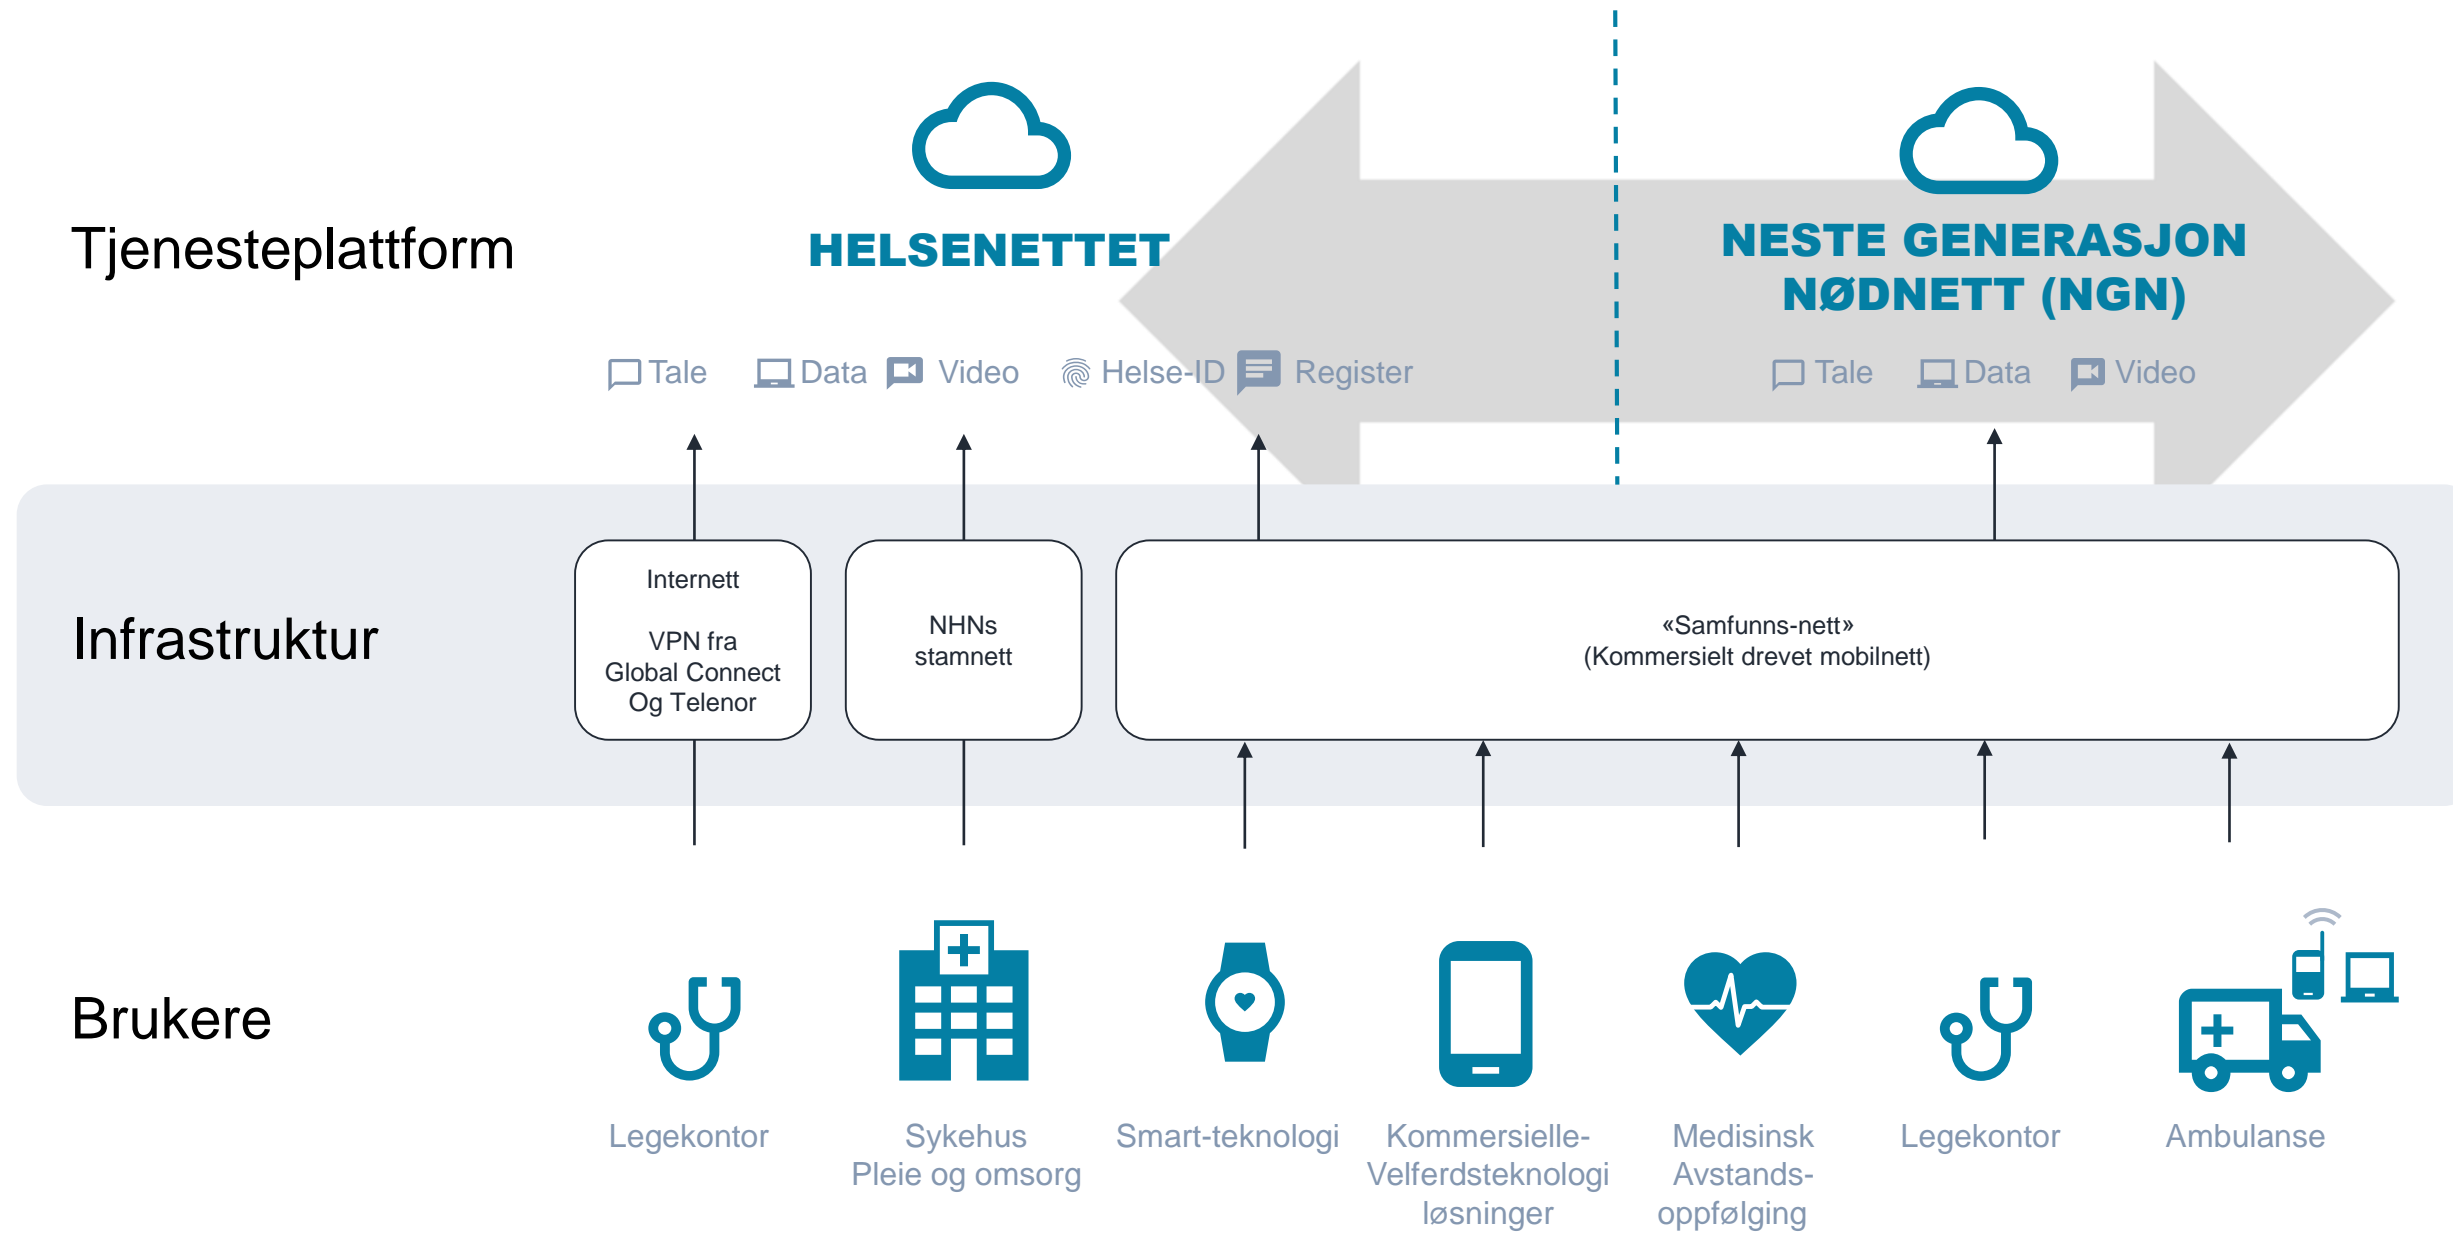 Tjenesteplattform
HELSENETTET
NESTE GENERASJON
NØDNETT (NGN)
Tale Data Video Helse-ID Register
Tale Data Video
Infrastruktur
Internett
VPN fra
Global Connect
Og Telenor
NHNs
stamnett
«Samfunns-nett»
(Kommersielt drevet mobilnett)
Brukere
Legekontor
Sykehus
Pleie og omsorg
Smart-teknologi
Kommersielle-
Velferdsteknologi
løsninger
Medisinsk
Avstands-
oppfølging
Legekontor
Ambulanse